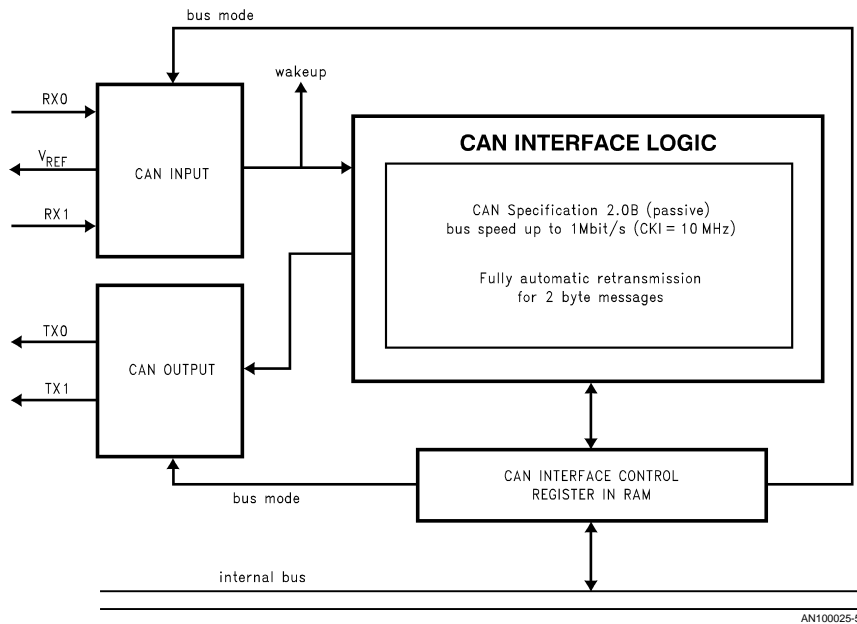 bus mode
wakeup
RX0
VREF
RX1
CAN INPUT
CAN INTERFACE LOGIC
CAN Specification 2.0B (passive)
bus speed up to 1Mbit/s (CKI = 10 MHz)
Fully automatic retransmission
for 2 byte messages
TX0
TX1
CAN OUTPUT
CAN INTERFACE CONTROL
REGISTER IN RAM
bus mode
internal bus
AN100025-5